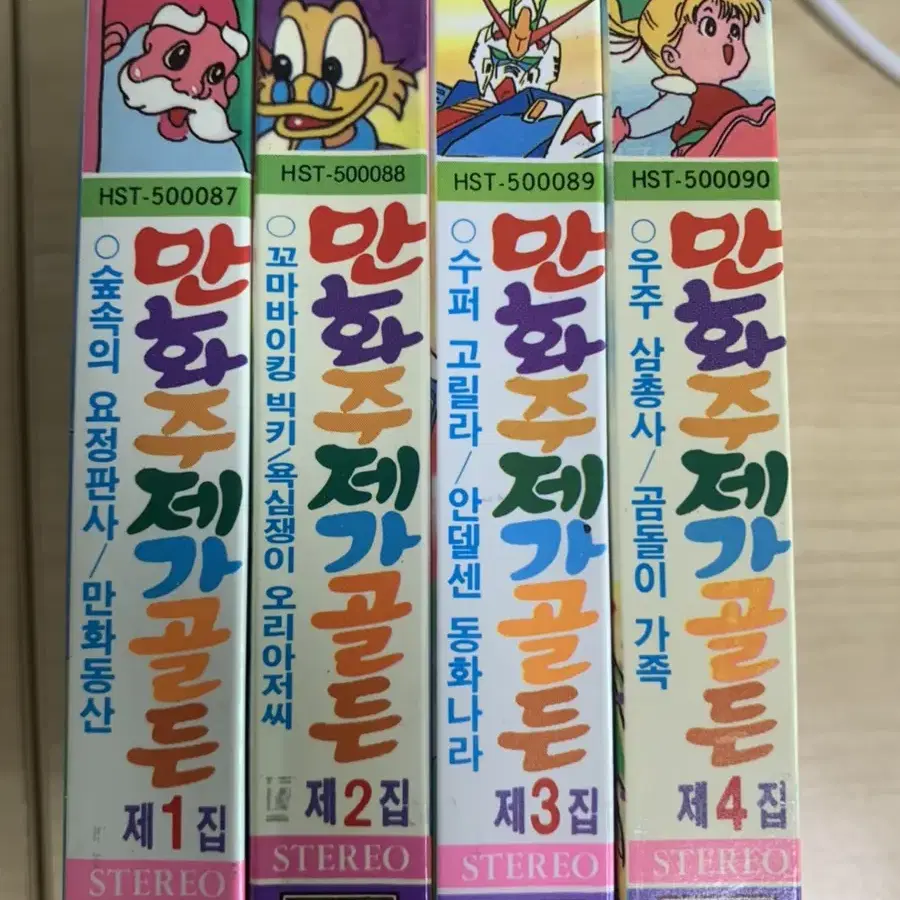 HST-500087
○숲속의 요정판사/만화동산
만화주제가골든
제1집
STEREO
HST-500088
○꼬마바이킹 빅키/욕심쟁이 오리아저씨
만화주제가골든
제2집
STEREO
HST-500089
○수퍼 고릴라/안델센 동화나라
만화주제가골든
제3집
STEREO
HST-500090
○우주 삼총사/곰돌이 가족
만화주제가골든
제4집
STEREO